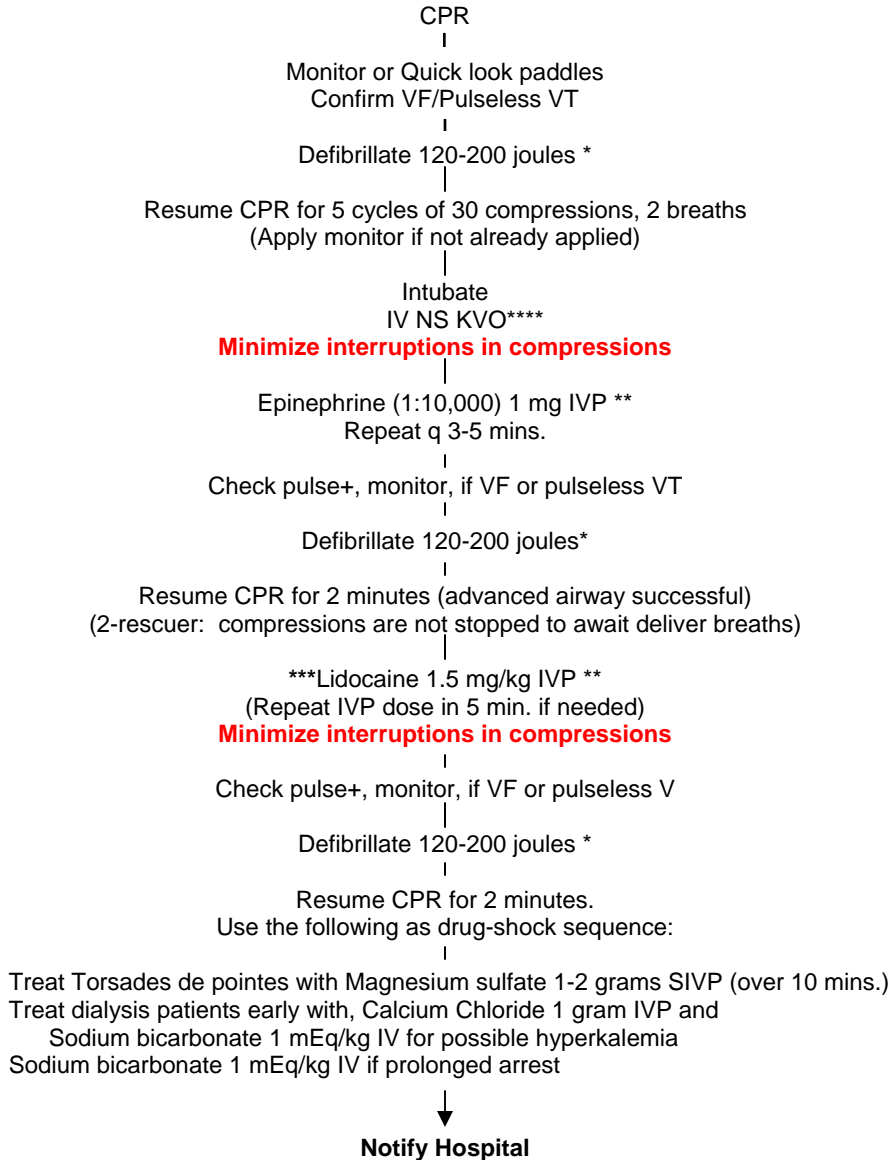 CPR
Monitor or Quick look paddles
Confirm VF/Pulseless VT
Defibrillate 120-200 joules *
Resume CPR for 5 cycles of 30 compressions, 2 breaths
(Apply monitor if not already applied)
Intubate
IV NS KVO****
Minimize interruptions in compressions
Epinephrine (1:10,000) 1 mg IVP **
Repeat q 3-5 mins.
Check pulse+, monitor, if VF or pulseless VT
Defibrillate 120-200 joules*
Resume CPR for 2 minutes (advanced airway successful)
(2-rescuer: compressions are not stopped to await deliver breaths)
***Lidocaine 1.5 mg/kg IVP **
(Repeat IVP dose in 5 min. if needed)
Minimize interruptions in compressions
Check pulse+, monitor, if VF or pulseless V
Defibrillate 120-200 joules *
Resume CPR for 2 minutes.
Use the following as drug-shock sequence:
Treat Torsades de pointes with Magnesium sulfate 1-2 grams SIVP (over 10 mins.)
Treat dialysis patients early with, Calcium Chloride 1 gram IVP and
Sodium bicarbonate 1 mEq/kg IV for possible hyperkalemia
Sodium bicarbonate 1 mEq/kg IV if prolonged arrest
Notify Hospital